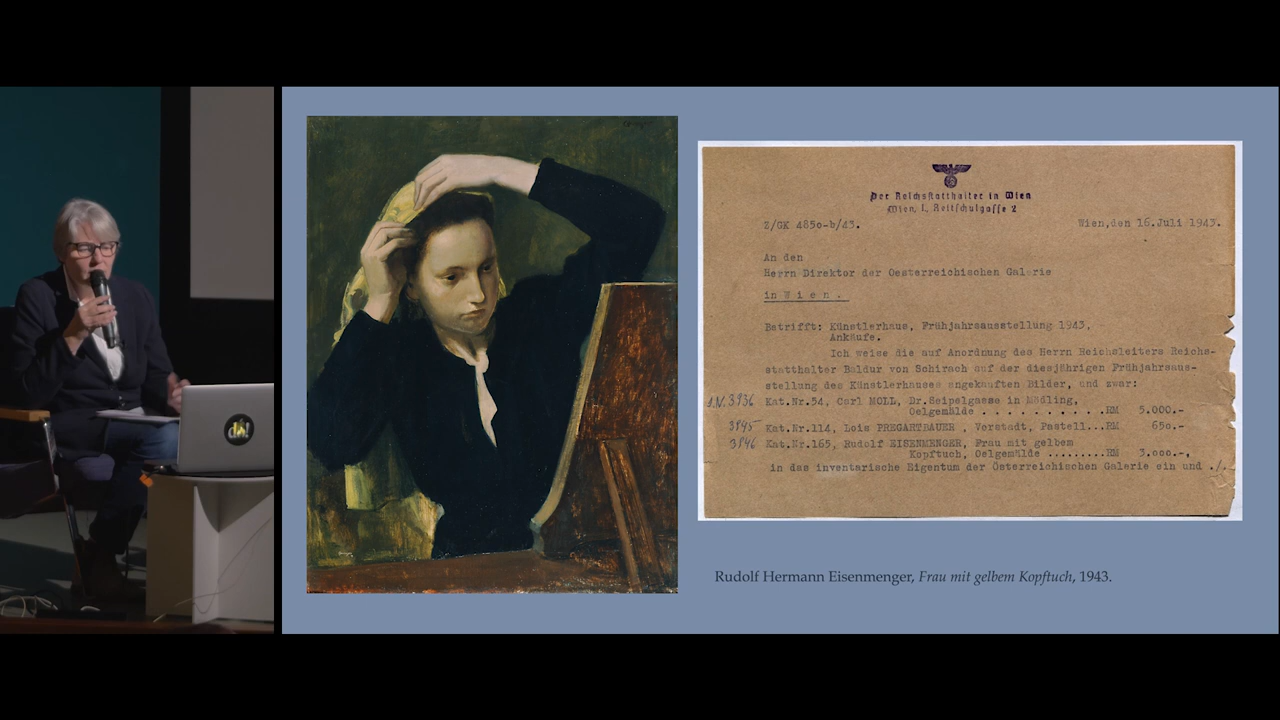 Der Reichsstatthalter in Wien
Wien, I. Reitschulgasse 2
Z/GK 4850-b/43.
Wien,den 16.Juli 1943.
An den
Herrn Direktor der Oesterreichischen Galerie
in W i e n .
Betrifft: Künstlerhaus, Frühjahrsausstellung 1943,
Ankäufe.
Ich weise die auf Anordnung des Herrn Reichsleiters Reichs-
statthalter Baldur von Schirach auf der diesjährigen Frühjahrsaus-
stellung des Künstlerhauses angekauften Bilder, und zwar:
I.N. 3936 Kat.Nr.54, Carl MOLL, Dr.Seipelgasse in Mödling,
Oelgemälde . . . . . . . . . . .RM 5.000.-
3945 Kat.Nr.114, Lois PREGARTBAUER , Vorstadt, Pastell...RM 650.-
3946 Kat.Nr.165, Rudolf EISENMENGER, Frau mit gelbem
Kopftuch, Oelgemälde .........RM 3.000.-,
in das inventarische Eigentum der Österreichischen Galerie ein und ./.
Rudolf Hermann Eisenmenger, Frau mit gelbem Kopftuch, 1943.
dó!